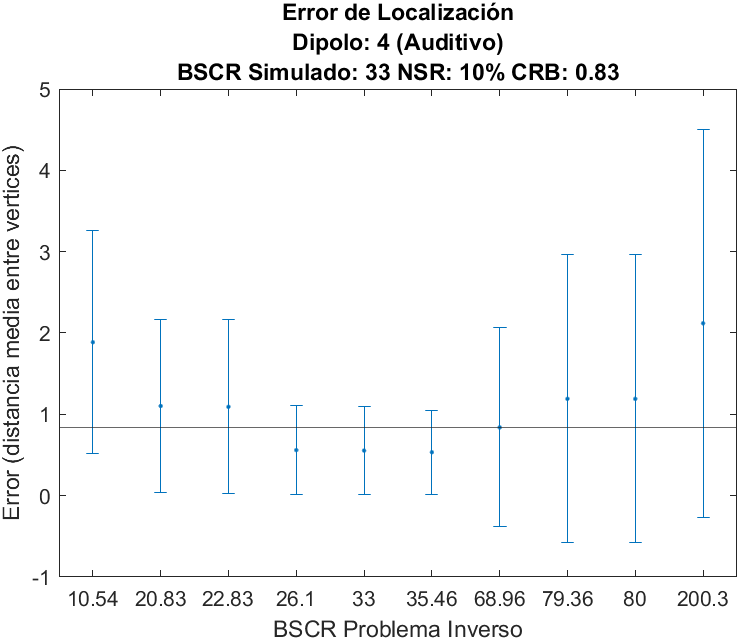 Error de Localización
Dipolo: 4 (Auditivo)
BSCR Simulado: 33 NSR: 10% CRB: 0.83
Error (distancia media entre vertices)
5
4
3
2
1
0
-1
10.54 20.83 22.83 26.1 33 35.46 68.96 79.36 80 200.3
BSCR Problema Inverso